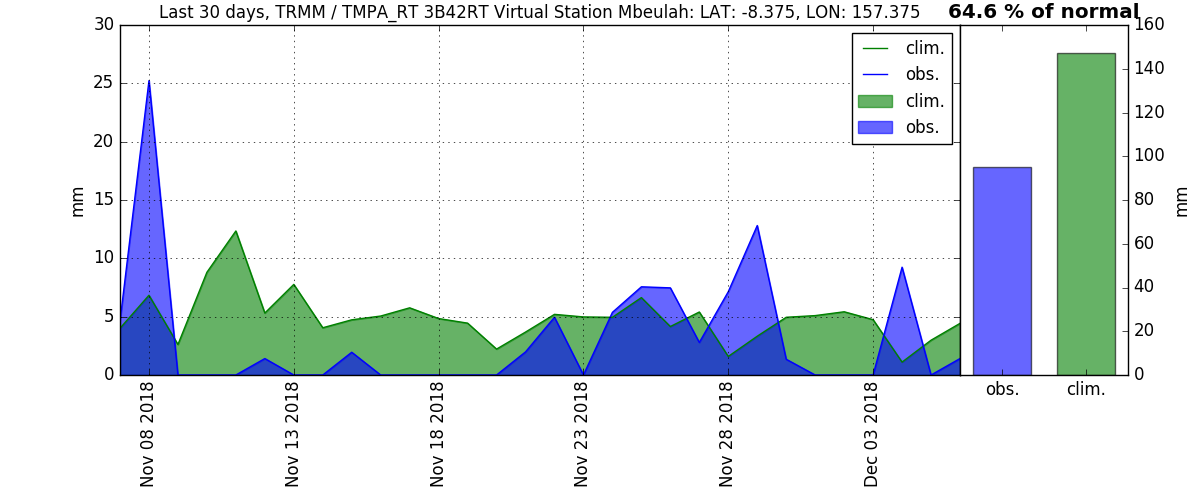 Last 30 days, TRMM / TMPA_RT 3B42RT Virtual Station Mbeulah: LAT: -8.375, LON: 157.375
64.6 % of normal
30
25
20
15
10
5
0
mm
clim.
obs.
clim.
obs.
Nov 08 2018
Nov 13 2018
Nov 18 2018
Nov 23 2018
Nov 28 2018
Dec 03 2018
160
140
120
100
80
60
40
20
0
mm
obs.
clim.